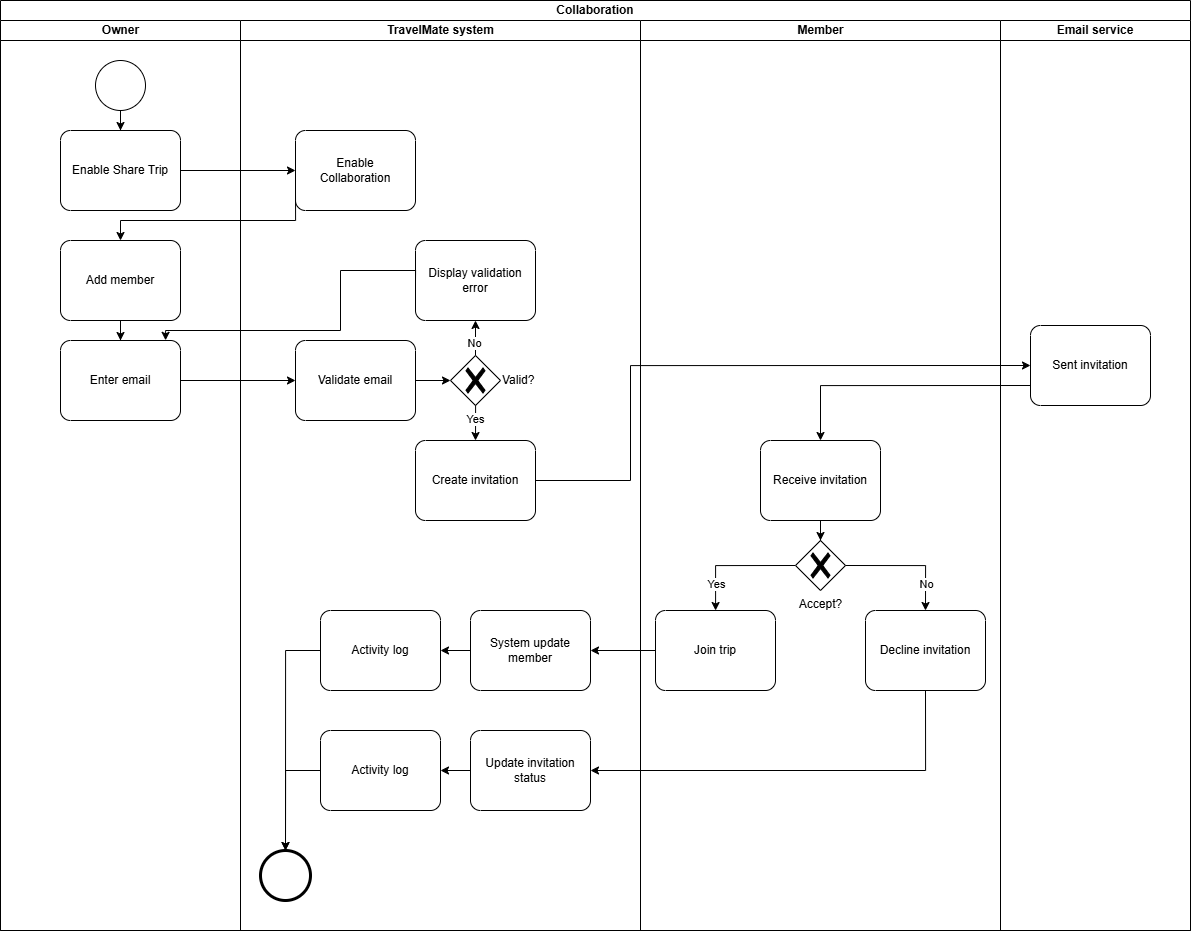 Collaboration
Owner
TravelMate system
Member
Email service
Enable Share Trip
Enable
Collaboration
Add member
Display validation
error
No
Enter email
Validate email
Valid?
Sent invitation
Yes
Create invitation
Receive invitation
Yes
No
Accept?
Activity log
System update
member
Join trip
Decline invitation
Activity log
Update invitation
status